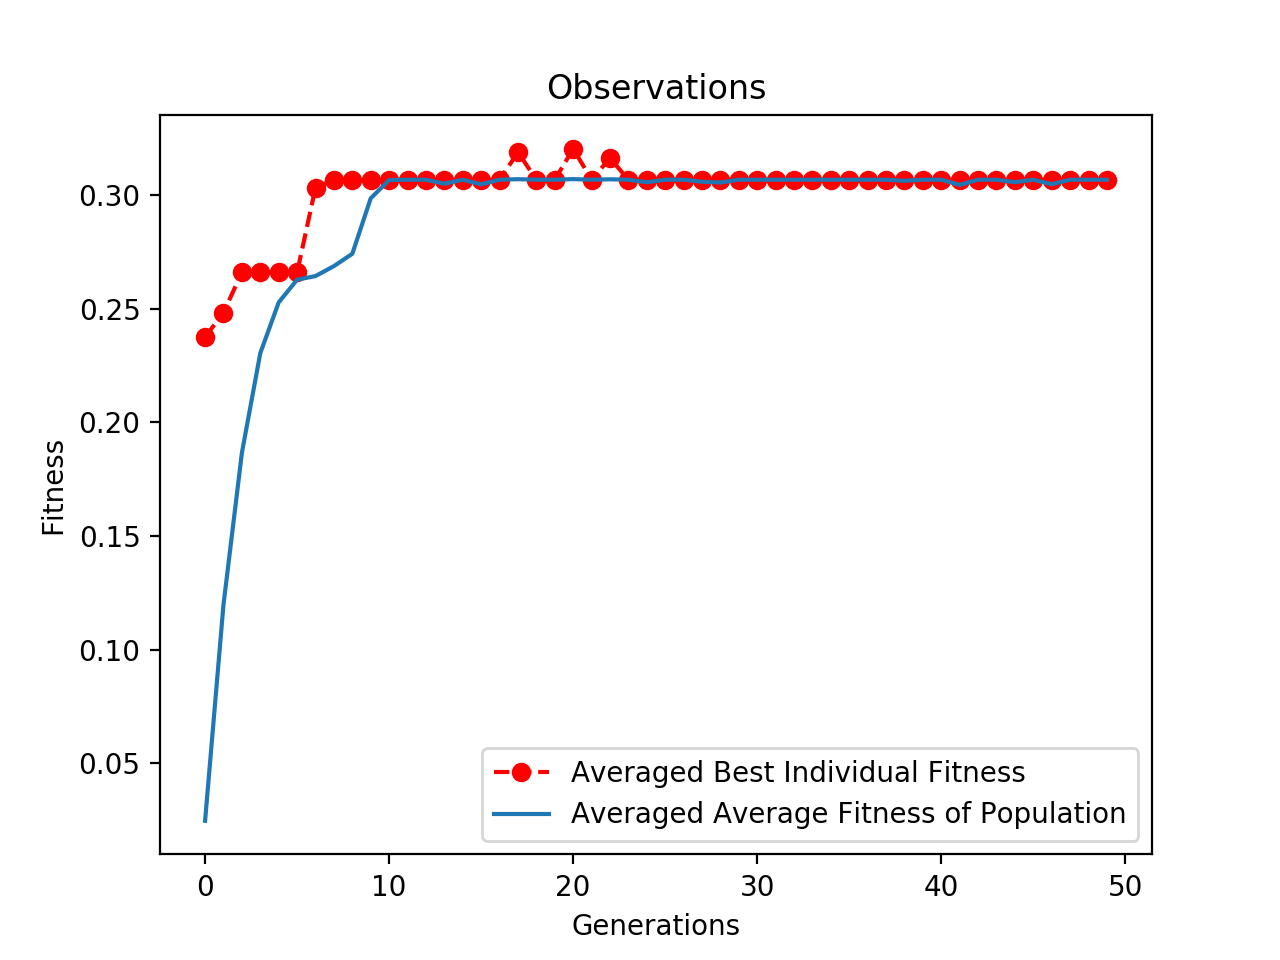 Observations
Fitness
0.30
0.25
0.20
0.15
0.10
0.05
Averaged Best Individual Fitness
Averaged Average Fitness of Population
0 10 20 30 40 50
Generations